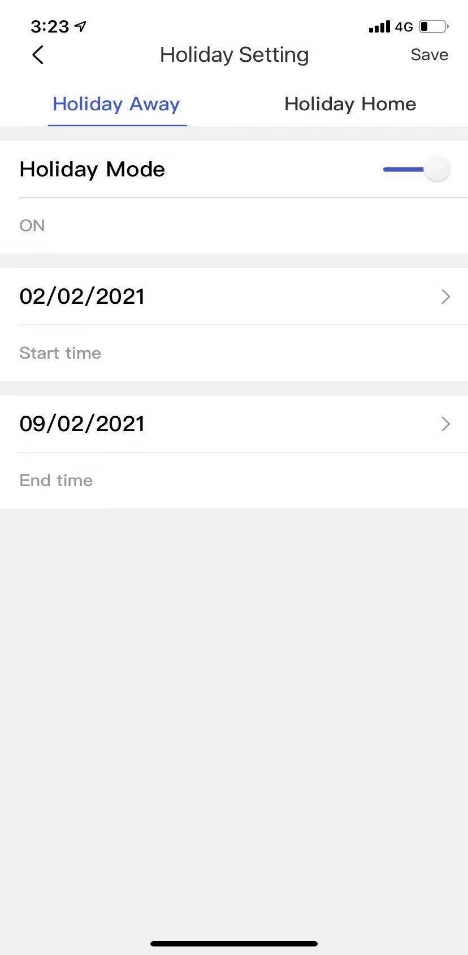 3:23 4G
Holiday Setting Save
Holiday Away Holiday Home
Holiday Mode
ON
02/02/2021
Start time
09/02/2021
End time